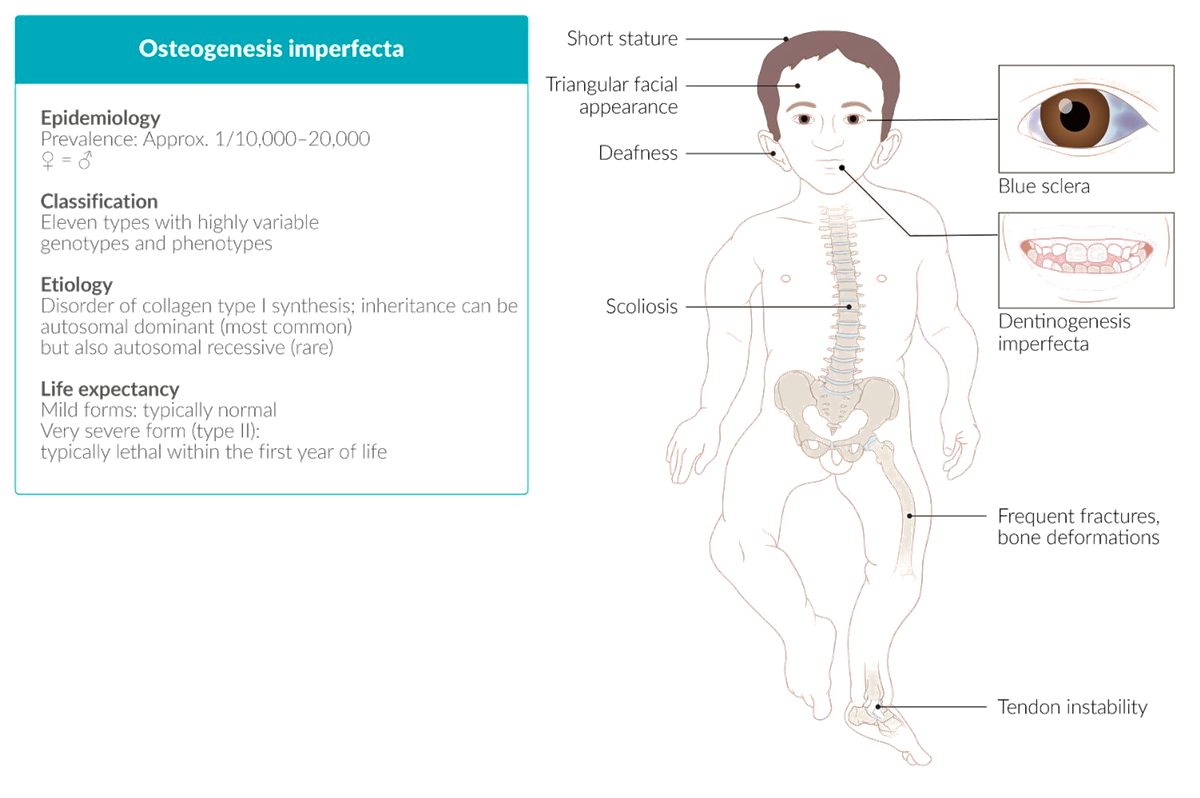 Osteogenesis imperfecta
Epidemiology
Prevalence: Approx. 1/10,000–20,000
♀ = ♂
Classification
Eleven types with highly variable
genotypes and phenotypes
Etiology
Disorder of collagen type I synthesis; inheritance can be
autosomal dominant (most common)
but also autosomal recessive (rare)
Life expectancy
Mild forms: typically normal
Very severe form (type II):
typically lethal within the first year of life
Short stature
Triangular facial
appearance
Deafness
Scoliosis
Blue sclera
Dentinogenesis
imperfecta
Frequent fractures,
bone deformations
Tendon instability